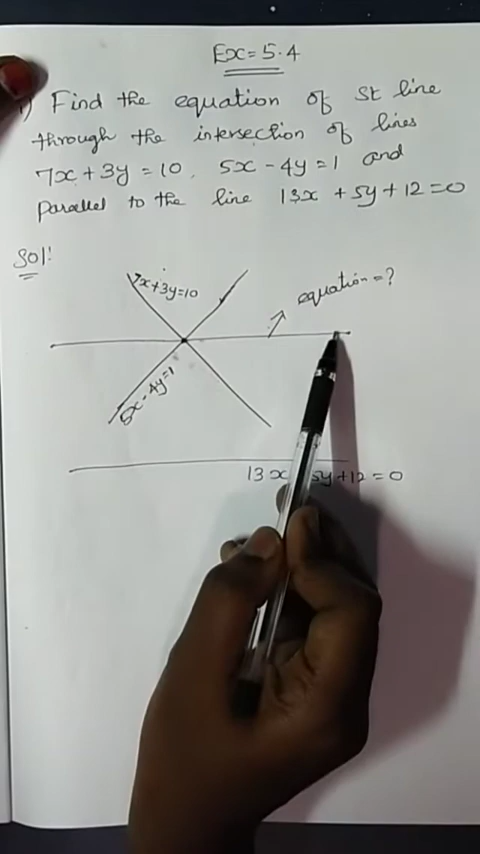 Ex = 5.4
1) Find the equation of St line
through the intersection of lines
7x + 3y = 10, 5x - 4y = 1 and
parallel to the line 13x + 5y + 12 = 0
Sol:
7x + 3y = 10
equation = ?
5x - 4y = 1
13x 5y + 12 = 0